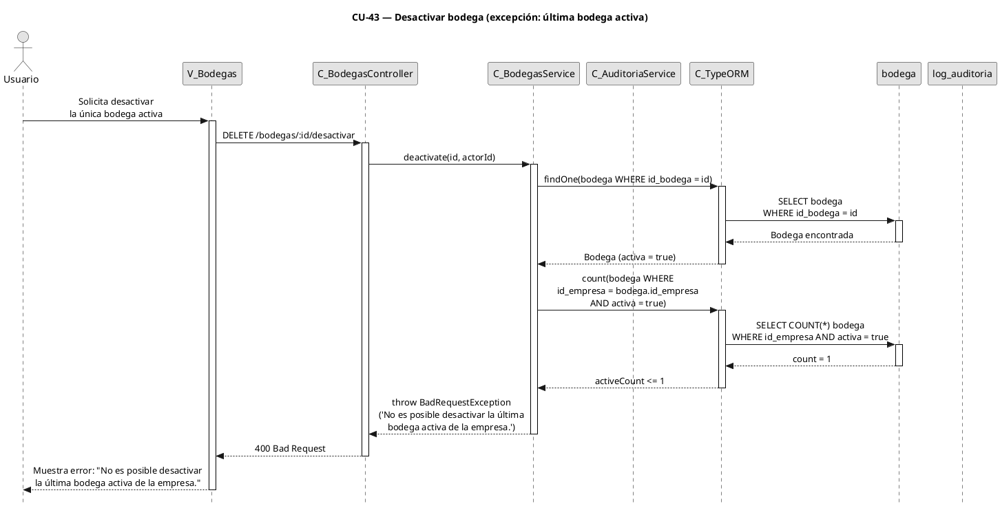 CU-43 — Desactivar bodega (excepción: última bodega activa)
Usuario
V_Bodegas
C_BodegasController
C_BodegasService
C_AuditoriaService
C_TypeORM
bodega
log_auditoria
Solicita desactivar
la única bodega activa
DELETE /bodegas/:id/desactivar
deactivate(id, actorId)
findOne(bodega WHERE id_bodega = id)
SELECT bodega
WHERE id_bodega = id
Bodega encontrada
Bodega (activa = true)
count(bodega WHERE
id_empresa = bodega.id_empresa
AND activa = true)
SELECT COUNT(*) bodega
WHERE id_empresa AND activa = true
count = 1
activeCount <= 1
throw BadRequestException
('No es posible desactivar la última
bodega activa de la empresa.')
400 Bad Request
Muestra error: "No es posible desactivar
la última bodega activa de la empresa."